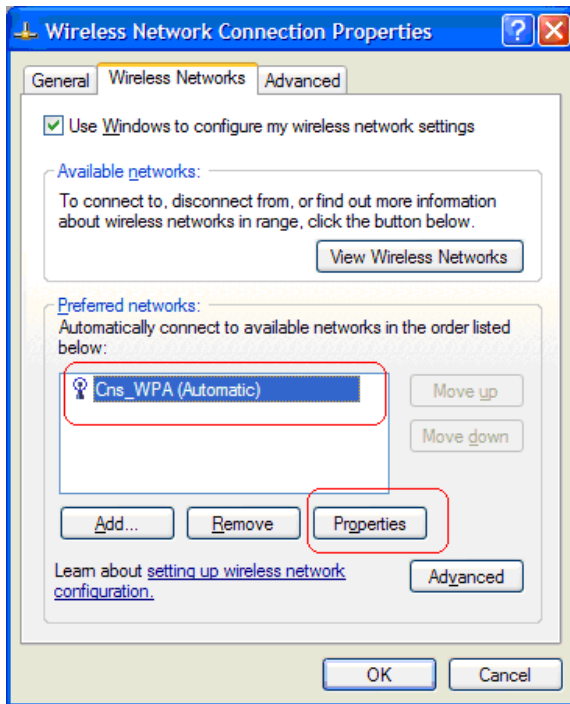 Wireless Network Connection Properties
General
Wireless Networks
Advanced
Use Windows to configure my wireless network settings
Available networks:
To connect to, disconnect from, or find out more information
about wireless networks in range, click the button below.
View Wireless Networks
Preferred networks:
Automatically connect to available networks in the order listed
below:
Cns_WPA (Automatic)
Move up
Move down
Add...
Remove
Properties
Learn about setting up wireless network
configuration.
Advanced
OK
Cancel